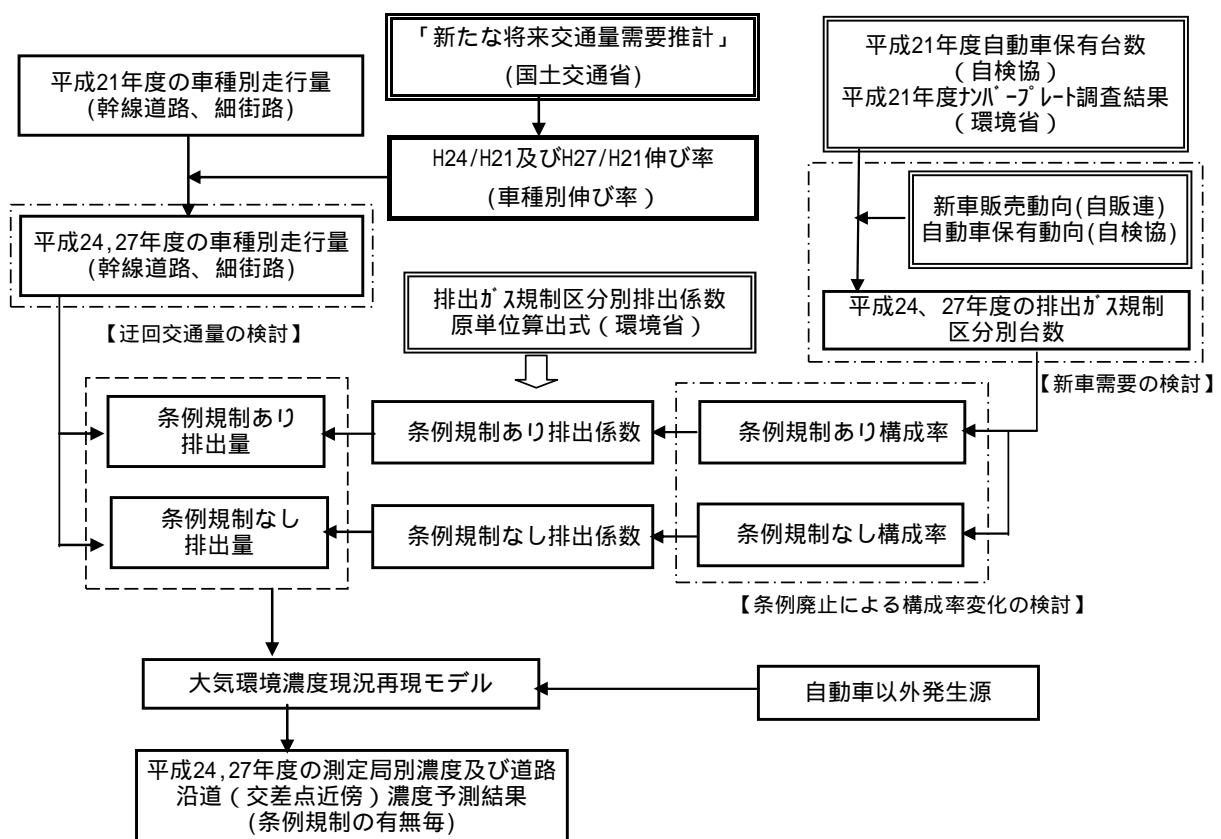 「新たな将来交通量需要推計」
(国土交通省)
平成21年度の車種別走行量
(幹線道路、細街路)
平成21年度自動車保有台数
(自検協)
平成21年度ナンバープレート調査結果
(環境省)
H24/H21及びH27/H21伸び率
(車種別伸び率)
新車販売動向(自販連)
自動車保有動向(自検協)
平成24,27年度の車種別走行量
(幹線道路、細街路)
【迂回交通量の検討】
排出ガス規制区分別排出係数
原単位算出式(環境省)
平成24、27年度の排出ガス規制
区分別台数
【新車需要の検討】
条例規制あり
排出量
条例規制あり排出係数
条例規制あり構成率
条例規制なし
排出量
条例規制なし排出係数
条例規制なし構成率
【条例廃止による構成率変化の検討】
大気環境濃度現況再現モデル
自動車以外発生源
平成24,27年度の測定局別濃度及び道路
沿道(交差点近傍)濃度予測結果
(条例規制の有無毎)